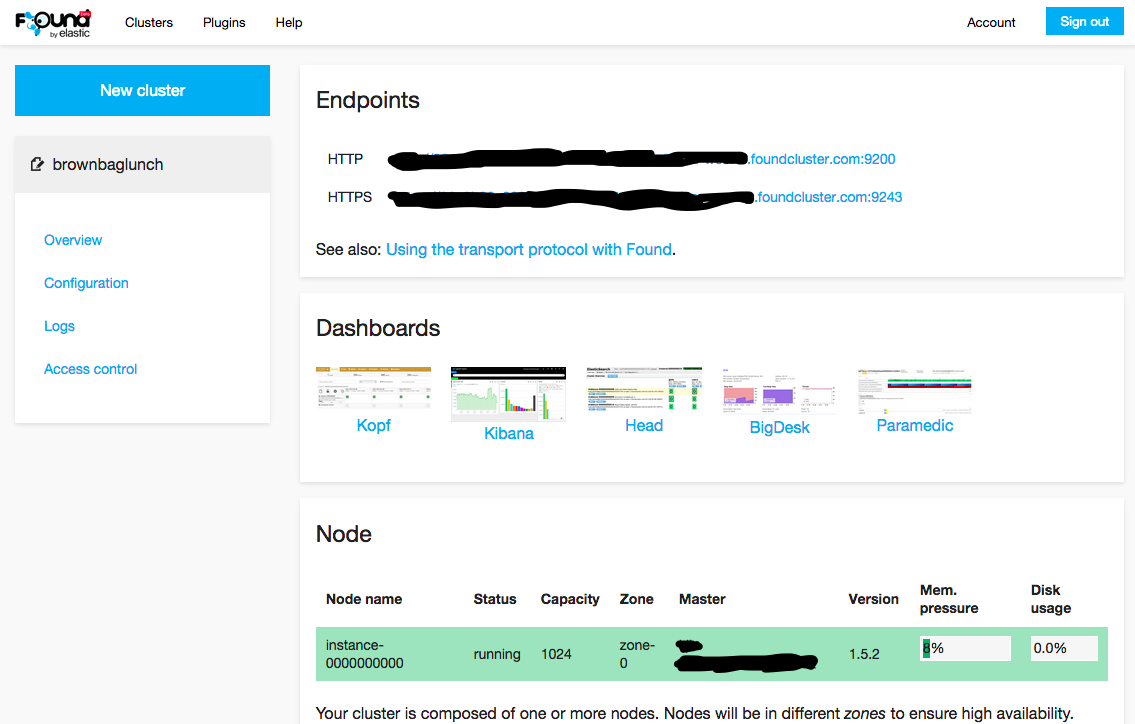 Found
by elastic
Clusters Plugins Help Account Sign out
New cluster
brownbaglunch
Overview
Configuration
Logs
Access control
Endpoints
HTTP .foundcluster.com:9200
HTTPS .foundcluster.com:9243
See also: Using the transport protocol with Found.
Dashboards
Kopf
Kibana
Head
BigDesk
Paramedic
Node
Node name Status Capacity Zone Master Version Mem. pressure Disk usage
instance-0000000000 running 1024 zone-0 1.5.2 8% 0.0%
Your cluster is composed of one or more nodes. Nodes will be in different zones to ensure high availability.